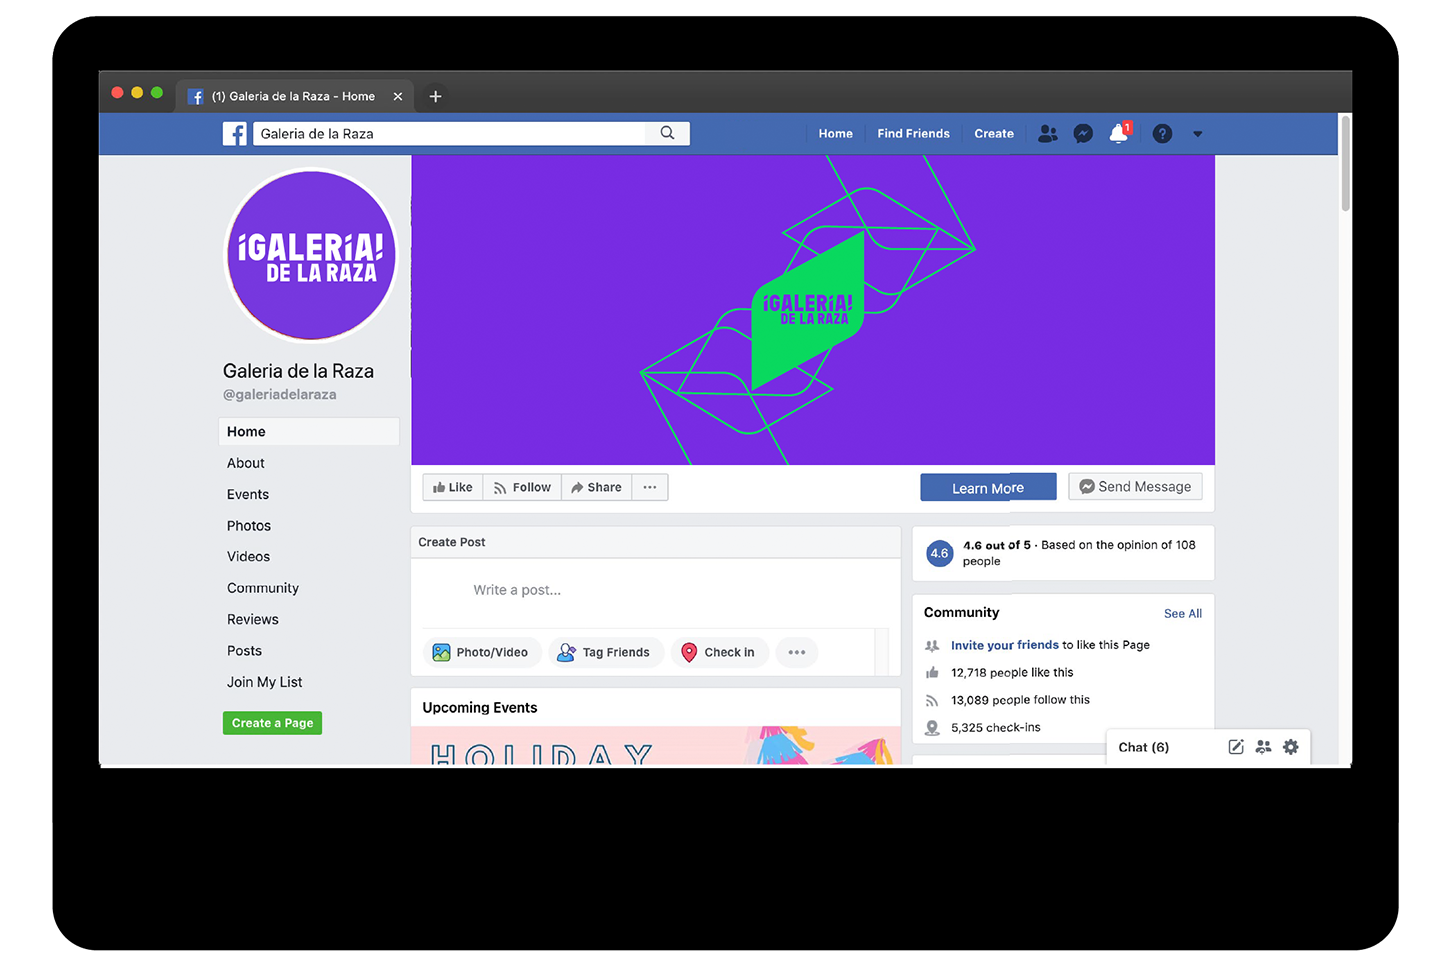 (1) Galeria de la Raza - Home
Galeria de la Raza
Home
Find Friends
Create
1
¡GALERíA!
DE LA RAZA
¡GALERíA!
DE LA RAZA
Galeria de la Raza
@galeriadelaraza
Home
About
Events
Photos
Videos
Community
Reviews
Posts
Join My List
Create a Page
Like
Follow
Share
Learn More
Send Message
Create Post
Write a post...
Photo/Video
Tag Friends
Check in
Upcoming Events
HOLIDAY
4.6
4.6 out of 5 · Based on the opinion of 108
people
Community
See All
Invite your friends to like this Page
12,718 people like this
13,089 people follow this
5,325 check-ins
Chat (6)